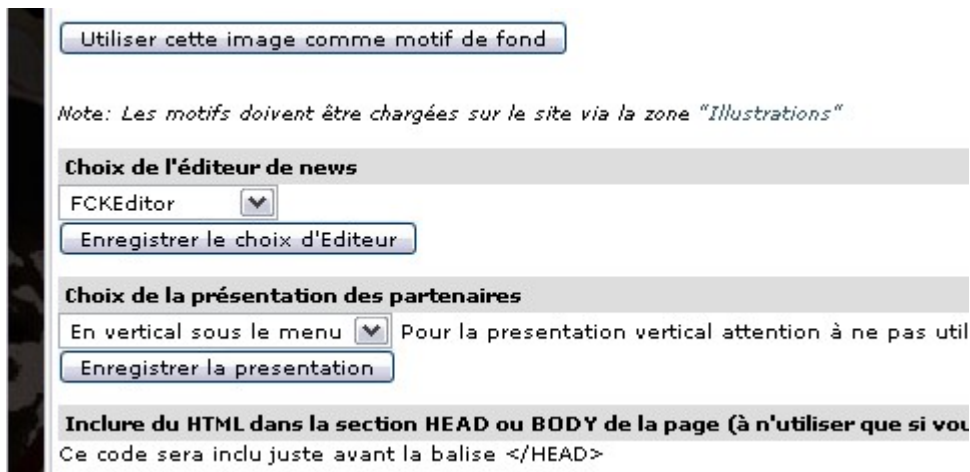 Utiliser cette image comme motif de fond
Note: Les motifs doivent être chargées sur le site via la zone "Illustrations"
Choix de l'éditeur de news
FCKEditor
Enregistrer le choix d'Editeur
Choix de la présentation des partenaires
En vertical sous le menu Pour la presentation vertical attention à ne pas util
Enregistrer la presentation
Inclure du HTML dans la section HEAD ou BODY de la page (à n'utiliser que si vou
Ce code sera inclu juste avant la balise </HEAD>